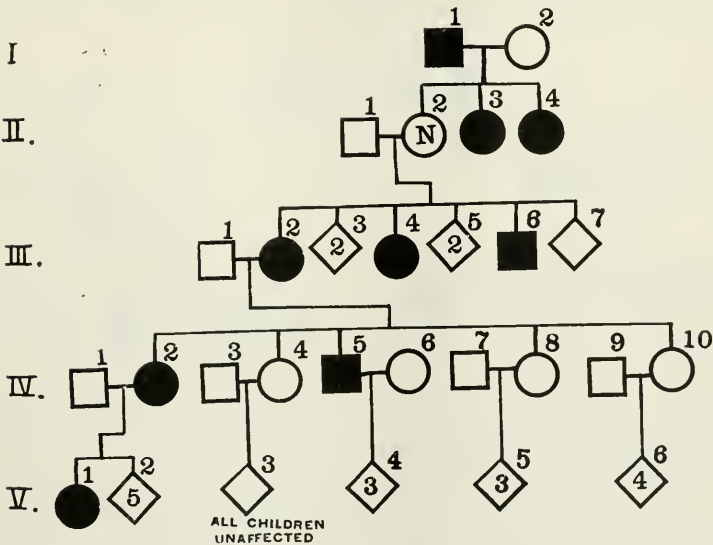 1 2
I
1 2 3 4
II.
N
1 2 3 4 5 6 7
III.
2 2
1 2 3 4 5 6 7 8 9 10
IV.
1 2 3 4 5 6
V.
5 3 3 4
ALL CHILDREN
UNAFFECTED